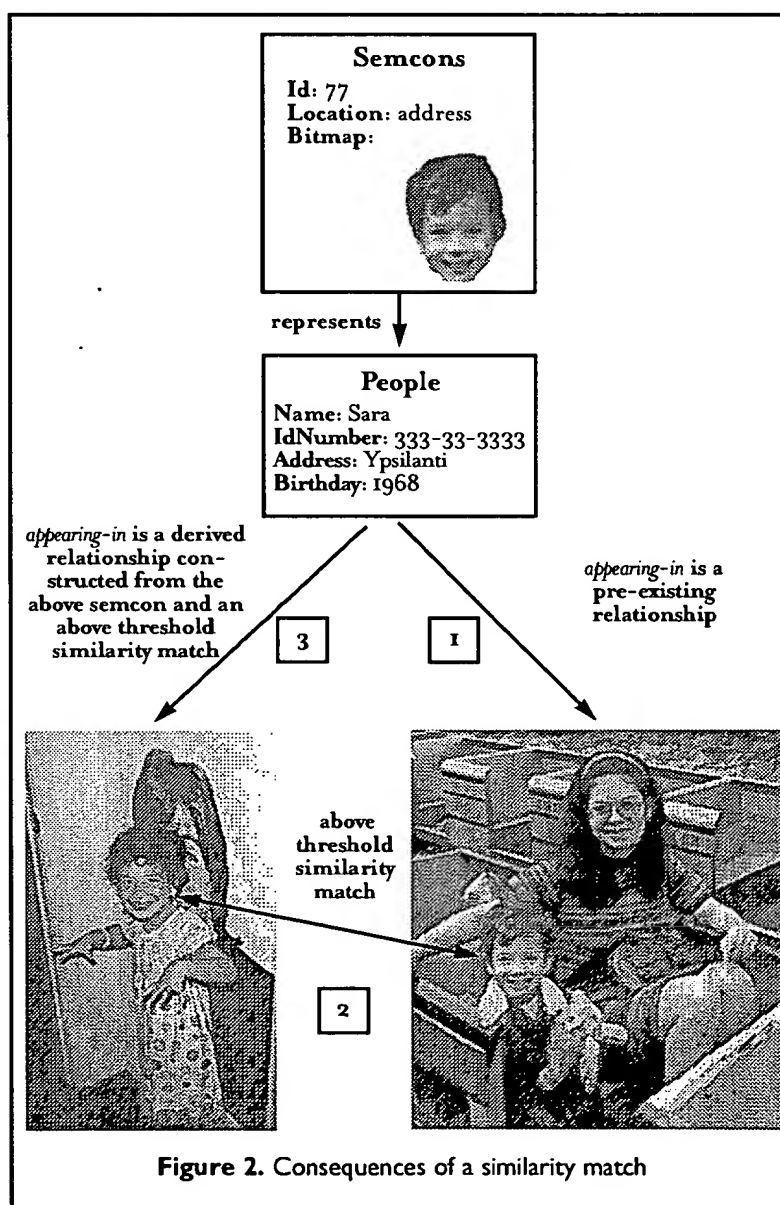 Semcons
Id: 77
Location: address
Bitmap:
represents
People
Name: Sara
IdNumber: 333-33-3333
Address: Ypsilanti
Birthday: 1968
appearing-in is a derived
relationship con-
structed from the
above semcon and an
above threshold
similarity match
appearing-in is a
pre-existing
relationship
3
1
above
threshold
similarity
match
2
Figure 2. Consequences of a similarity match